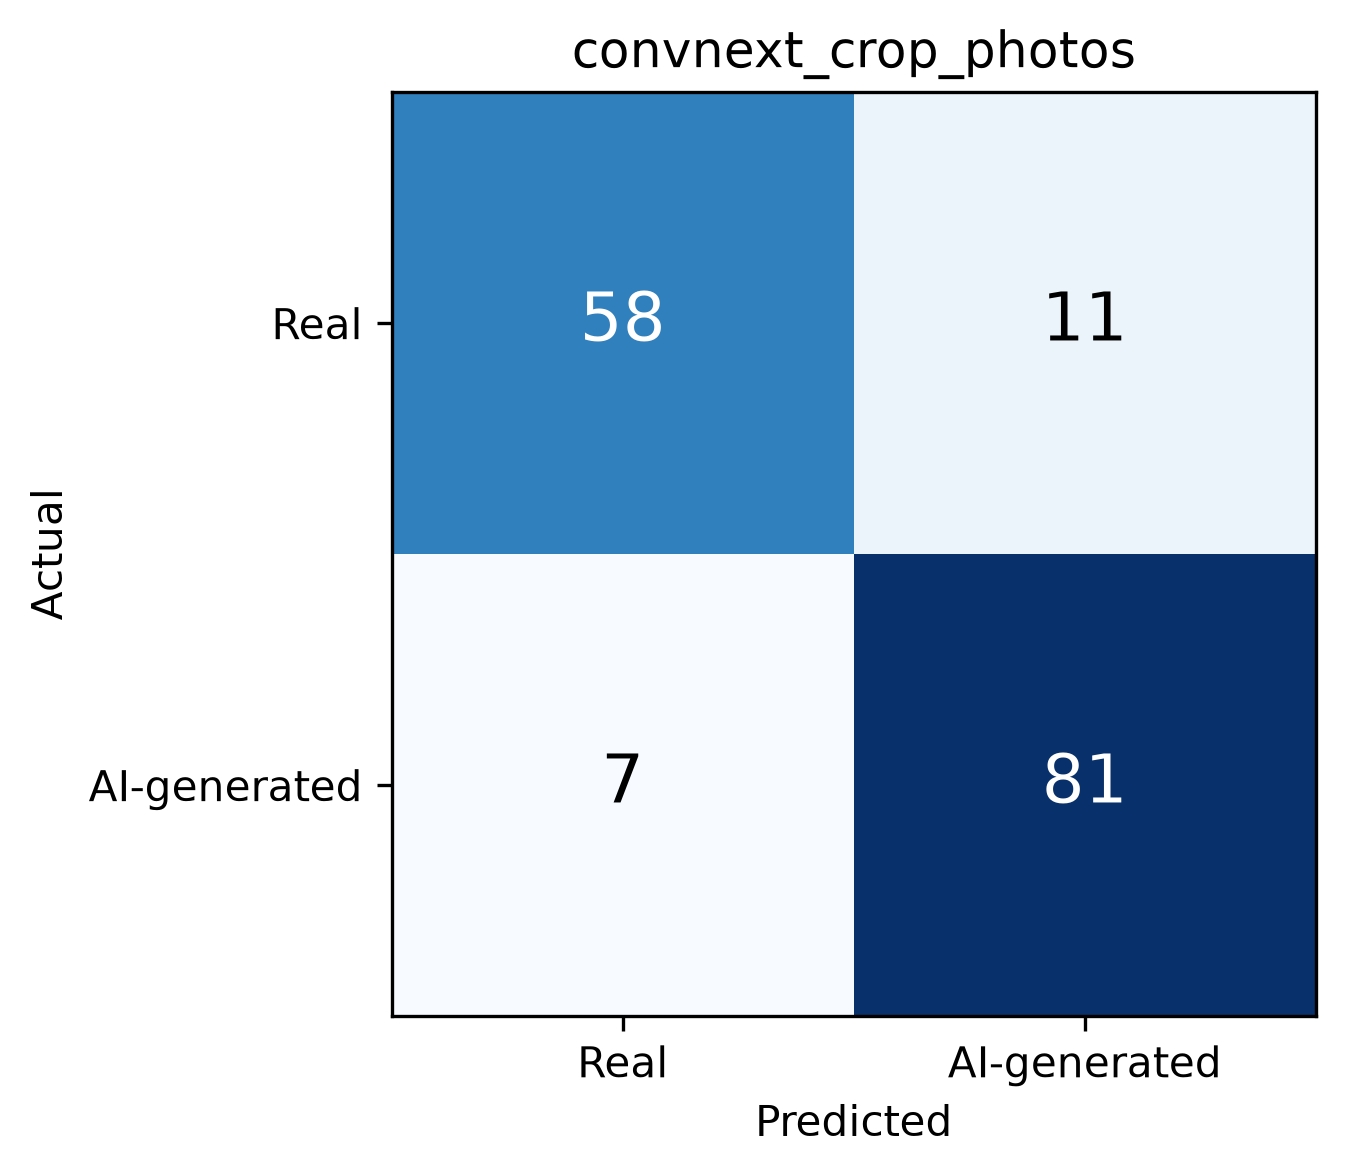 convnext_crop_photos
Actual
Real
58
11
AI-generated
7
81
Real
AI-generated
Predicted